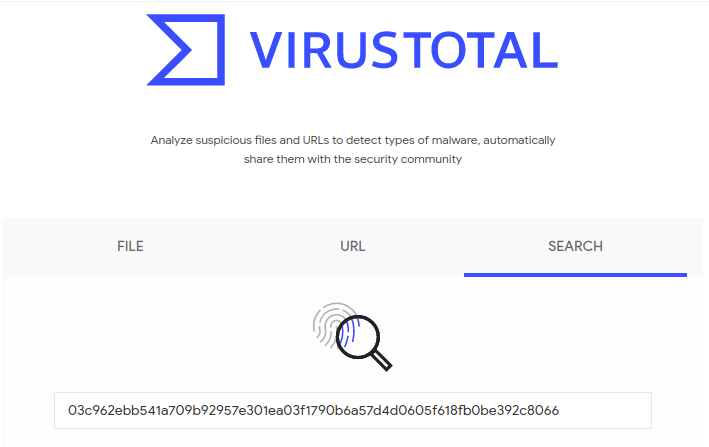 VIRUSTOTAL
Analyze suspicious files and URLs to detect types of malware, automatically
share them with the security community
FILE URL SEARCH
03c962ebb541a709b92957e301ea03f1790b6a57d4d0605f618fb0be392c8066